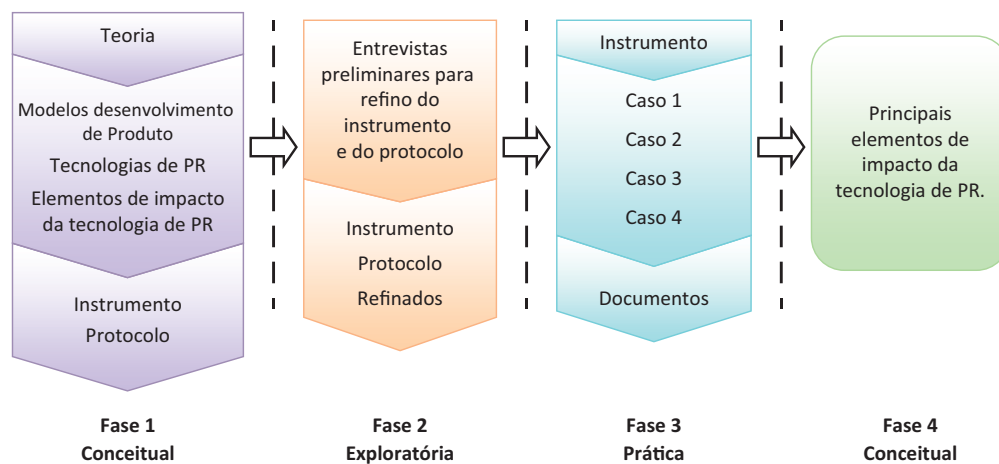 Teoria
Modelos desenvolvimento
de Produto
Tecnologias de PR
Elementos de impacto
da tecnologia de PR
Instrumento
Protocolo
Entrevistas
preliminares para
refino do
instrumento
e do protocolo
Instrumento
Protocolo
Refinados
Instrumento
Caso 1
Caso 2
Caso 3
Caso 4
Documentos
Principais
elementos de
impacto da
tecnologia de PR.
Fase 1
Conceitual
Fase 2
Exploratória
Fase 3
Prática
Fase 4
Conceitual